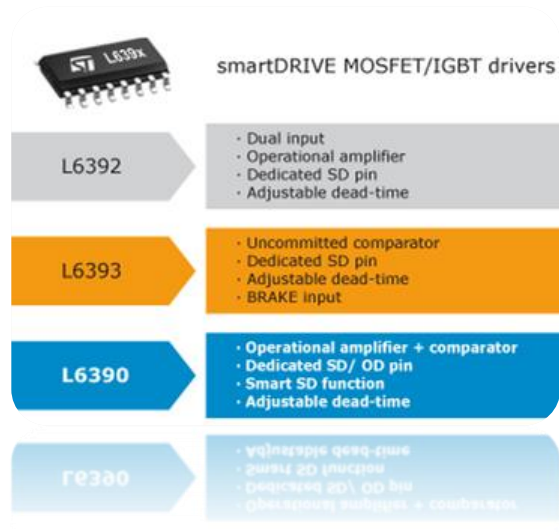 ST L639x
smartDRIVE MOSFET/IGBT drivers
L6392
· Dual input
· Operational amplifier
· Dedicated SD pin
· Adjustable dead-time
L6393
· Uncommitted comparator
· Dedicated SD pin
· Adjustable dead-time
· BRAKE input
L6390
· Operational amplifier + comparator
· Dedicated SD/ OD pin
· Smart SD function
· Adjustable dead-time